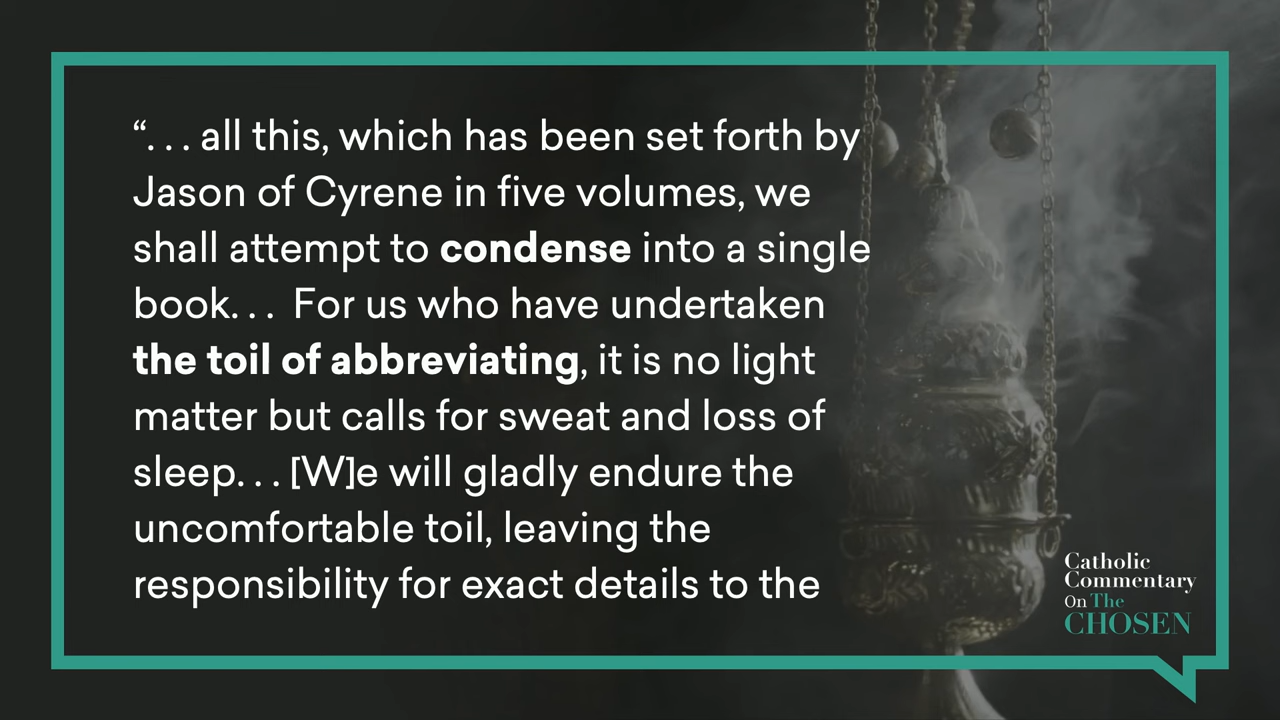 “. . . all this, which has been set forth by
Jason of Cyrene in five volumes, we
shall attempt to condense into a single
book. . .  For us who have undertaken
the toil of abbreviating, it is no light
matter but calls for sweat and loss of
sleep. . . [W]e will gladly endure the
uncomfortable toil, leaving the
responsibility for exact details to the
Catholic
Commentary
On The
CHOSEN